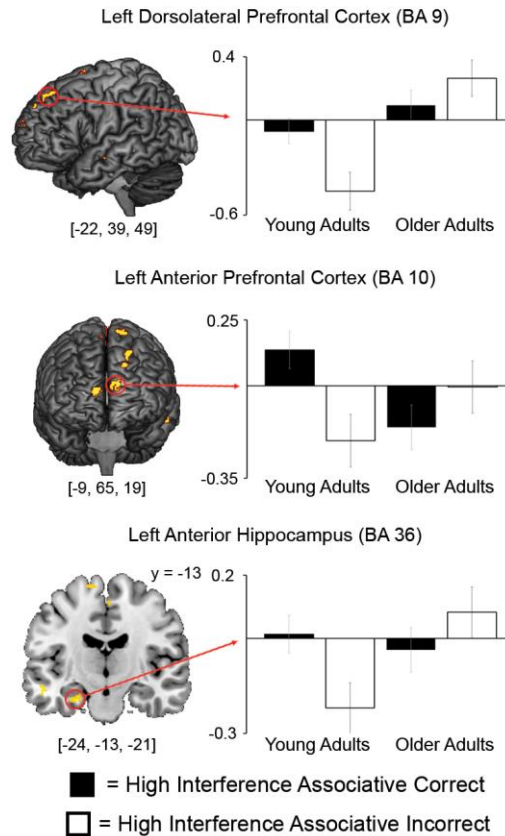 Left Dorsolateral Prefrontal Cortex (BA 9)
0.4
-0.6
Young Adults Older Adults
[-22, 39, 49]
Left Anterior Prefrontal Cortex (BA 10)
0.25
-0.35
Young Adults Older Adults
[-9, 65, 19]
Left Anterior Hippocampus (BA 36)
y = -13
0.2
-0.3
Young Adults Older Adults
[-24, -13, -21]
= High Interference Associative Correct
= High Interference Associative Incorrect